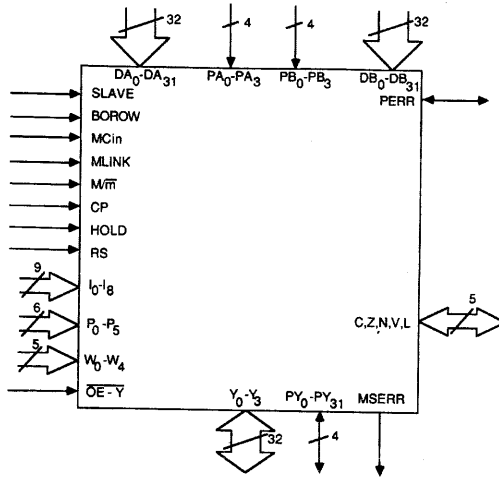 32 4 4 32
DA0-DA31 PA0-PA3 PB0-PB3 DB0-DB31
SLAVE PERR
BOROW
MCin
MLINK
M/m̅
CP
HOLD
RS
9 I0-I8
6 P0-P5 C,Z,N,V,L 5
5 W0-W4
O̅E̅ ̅-̅ ̅Y̅ Y0-Y3 PY0-PY31 MSERR
32 4